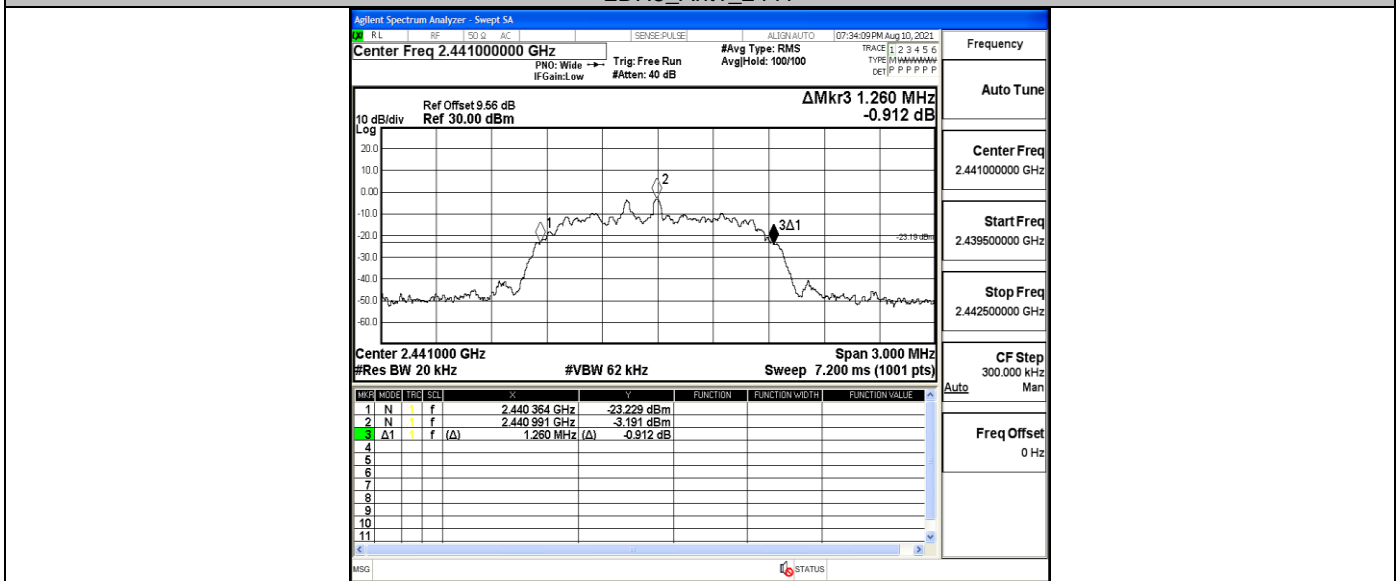 Agilent Spectrum Analyzer - Swept SA
RL RF 50 Ω AC SENSE:PULSE ALIGN AUTO 07:34:09 PM Aug 10, 2021
Center Freq 2.441000000 GHz #Avg Type: RMS TRACE 1 2 3 4 5 6
PNO: Wide Trig: Free Run Avg|Hold: 100/100 TYPE M
IFGain:Low #Atten: 40 dB DET P P P P P P
Frequency
Auto Tune
Center Freq
2.441000000 GHz
Start Freq
2.439500000 GHz
Stop Freq
2.442500000 GHz
CF Step
300.000 kHz
Auto Man
Freq Offset
0 Hz
ΔMkr3 1.260 MHz
-0.912 dB
Ref Offset 9.56 dB
10 dB/div Ref 30.00 dBm
Log
20.0
10.0
0.00
-10.0
-20.0
-30.0
-40.0
-50.0
-60.0
1
2
3Δ1
-23.19 dBm
Center 2.441000 GHz Span 3.000 MHz
#Res BW 20 kHz #VBW 62 kHz Sweep 7.200 ms (1001 pts)
MKR MODE TRC SCL X Y FUNCTION FUNCTION WIDTH FUNCTION VALUE
1 N 1 f 2.440 364 GHz -23.229 dBm
2 N 1 f 2.440 991 GHz -3.191 dBm
3 Δ1 1 f (Δ) 1.260 MHz (Δ) -0.912 dB
4
5
6
7
8
9
10
11
MSG STATUS